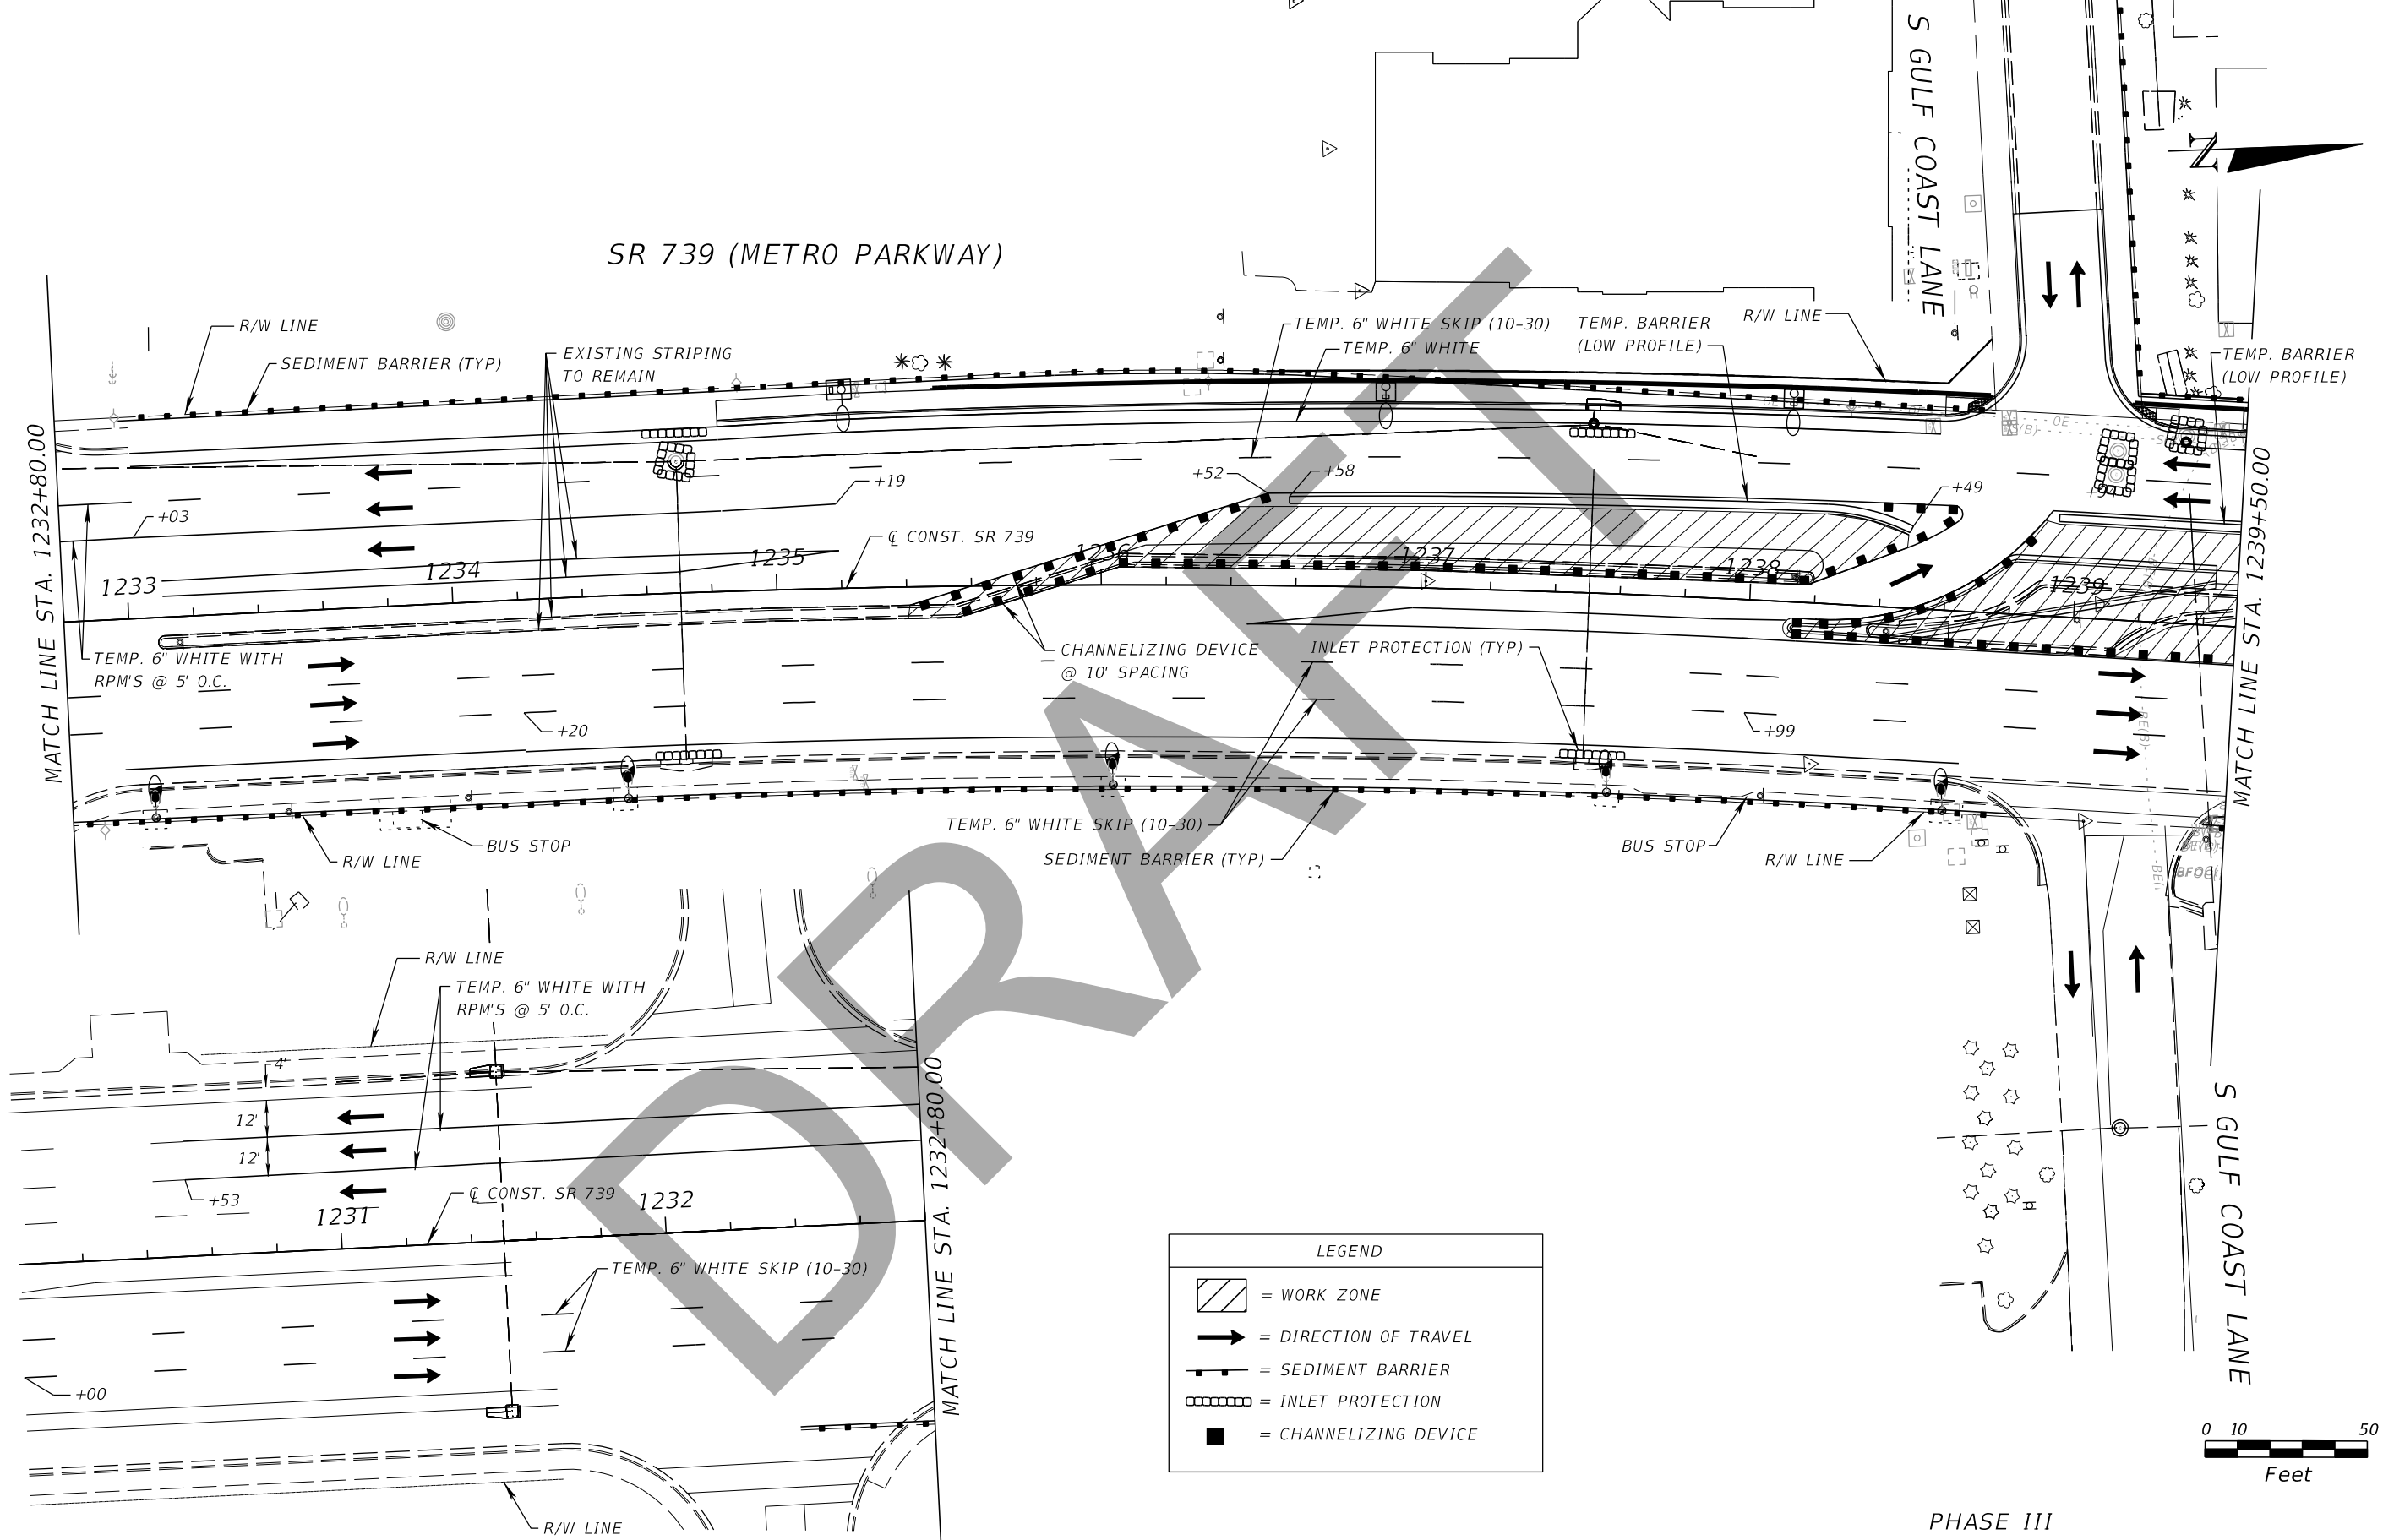 S GULF COAST LANE
N
SR 739 (METRO PARKWAY)
R/W LINE
SEDIMENT BARRIER (TYP)
EXISTING STRIPING
TO REMAIN
TEMP. 6" WHITE SKIP (10-30)
TEMP. 6" WHITE
TEMP. BARRIER
(LOW PROFILE)
R/W LINE
TEMP. BARRIER
(LOW PROFILE)
MATCH LINE STA. 1232+80.00
+03
+19
+52
+58
+49
+94
OE
(B)
℄ CONST. SR 739
1233
1234
1235
1236
1237
1238
1239
MATCH LINE STA. 1239+50.00
TEMP. 6" WHITE WITH
RPM'S @ 5' O.C.
CHANNELIZING DEVICE
@ 10' SPACING
INLET PROTECTION (TYP)
+20
+99
BE(B)
TEMP. 6" WHITE SKIP (10-30)
SEDIMENT BARRIER (TYP)
BUS STOP
R/W LINE
BUS STOP
R/W LINE
R/W LINE
TEMP. 6" WHITE WITH
RPM'S @ 5' O.C.
4'
12'
12'
+53
℄ CONST. SR 739
1231
1232
TEMP. 6" WHITE SKIP (10-30)
+00
R/W LINE
MATCH LINE STA. 1232+80.00
DRAFT
S GULF COAST LANE
LEGEND
= WORK ZONE
= DIRECTION OF TRAVEL
= SEDIMENT BARRIER
= INLET PROTECTION
= CHANNELIZING DEVICE
0 10 50
Feet
PHASE III